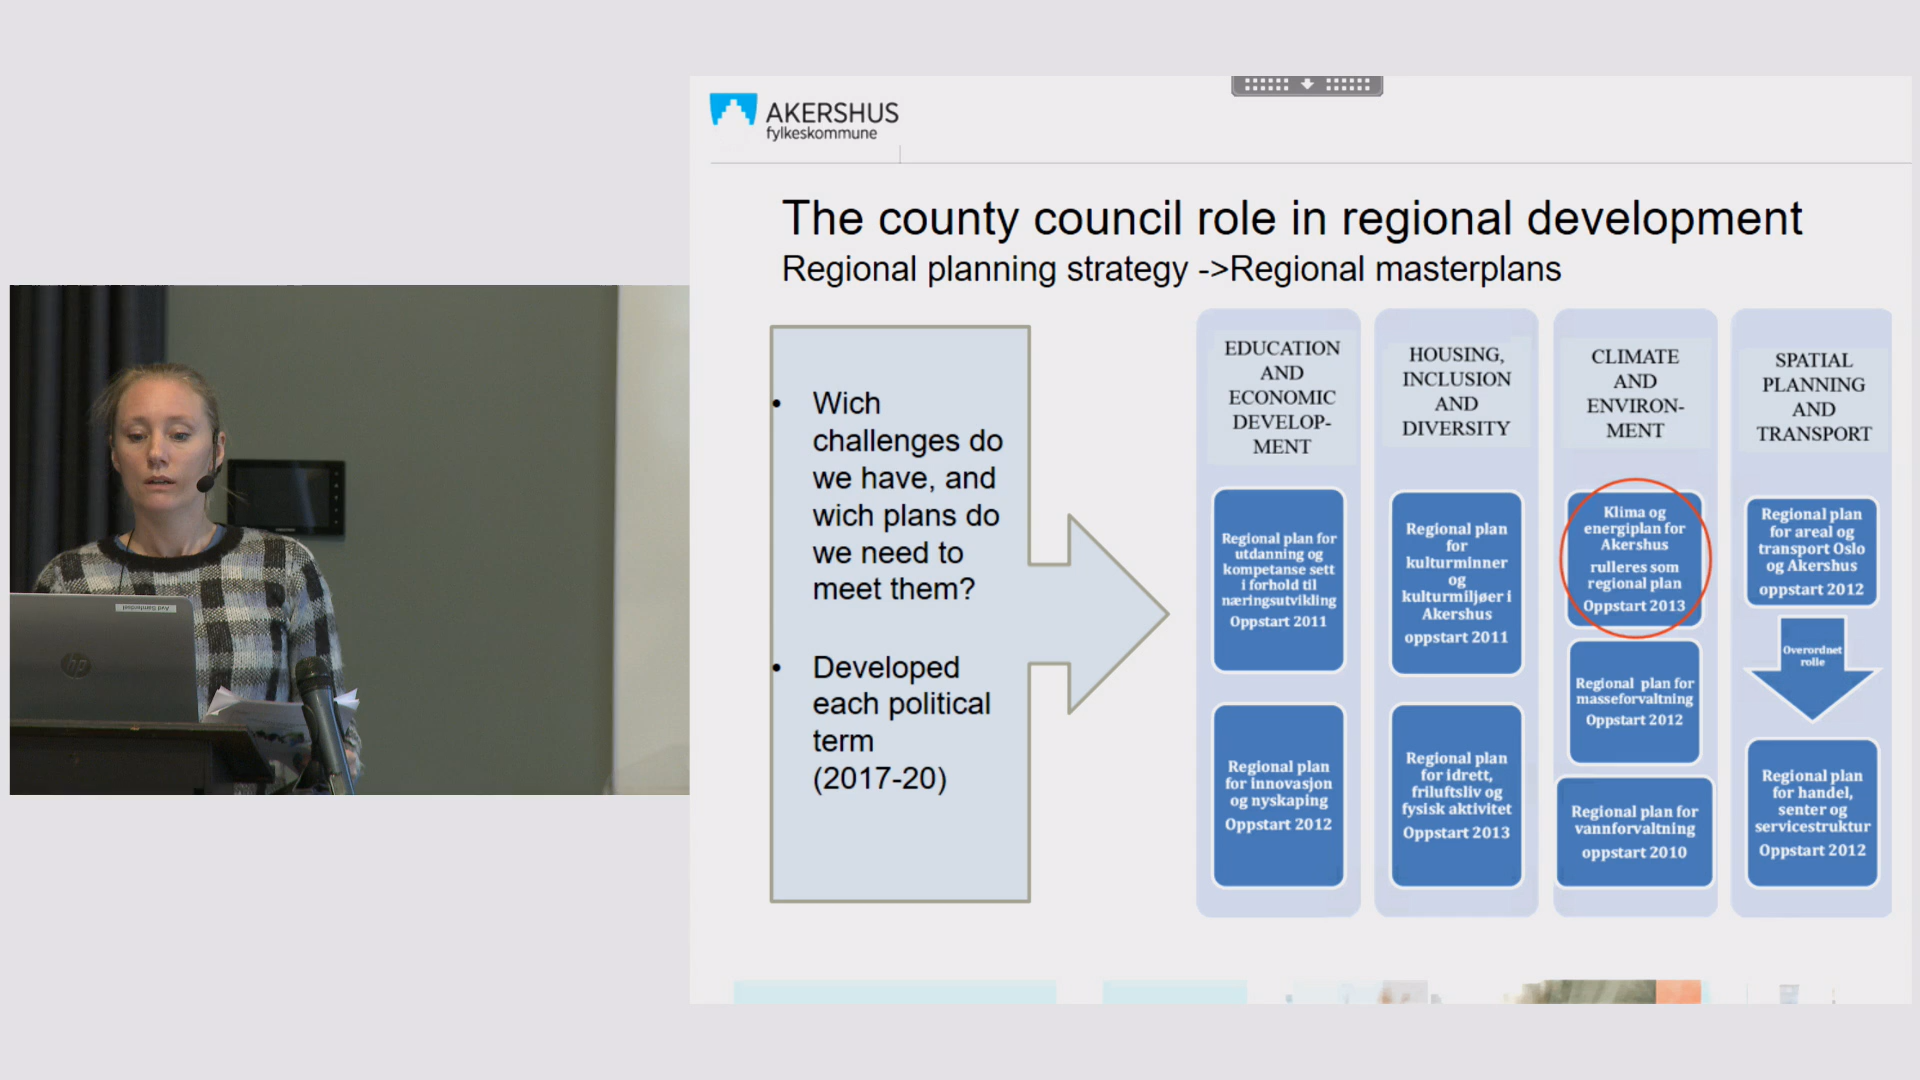 AKERSHUS
fylkeskommune
The county council role in regional development
Regional planning strategy ->Regional masterplans
• Wich
challenges do
we have, and
wich plans do
we need to
meet them?
• Developed
each political
term
(2017-20)
EDUCATION
AND
ECONOMIC
DEVELOP-
MENT
Regional plan for
utdanning og
kompetanse sett
i forhold til
næringsutvikling
Oppstart 2011
Regional plan
for innovasjon
og nyskaping
Oppstart 2012
HOUSING,
INCLUSION
AND
DIVERSITY
Regional plan
for
kulturminner
og
kulturmiljøer i
Akershus
oppstart 2011
Regional plan
for idrett,
friluftsliv og
fysisk aktivitet
Oppstart 2013
CLIMATE
AND
ENVIRON-
MENT
Klima og
energiplan for
Akershus
rulleres som
regional plan
Oppstart 2013
Regional plan for
masseforvaltning
Oppstart 2012
Regional plan for
vannforvaltning
oppstart 2010
SPATIAL
PLANNING
AND
TRANSPORT
Regional plan
for areal og
transport Oslo
og Akershus
oppstart 2012
Overordnet
rolle
Regional plan
for handel,
senter og
servicestruktur
Oppstart 2012
hp